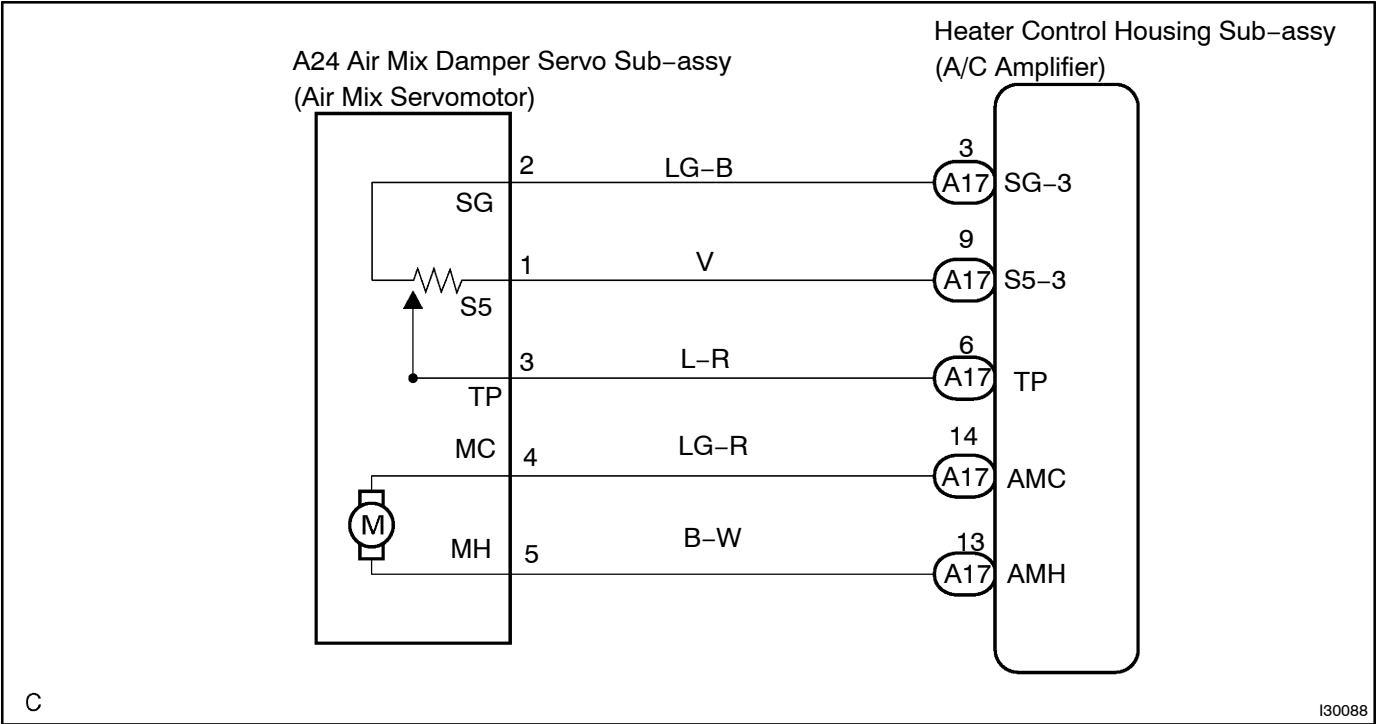 Heater Control Housing Sub−assy
(A/C Amplifier)
A24 Air Mix Damper Servo Sub−assy
(Air Mix Servomotor)
2
LG−B
3
A17
SG−3
SG
1
V
9
A17
S5−3
S5
3
L−R
6
A17
TP
TP
MC
4
LG−R
14
A17
AMC
M
MH
5
B−W
13
A17
AMH
C
I30088